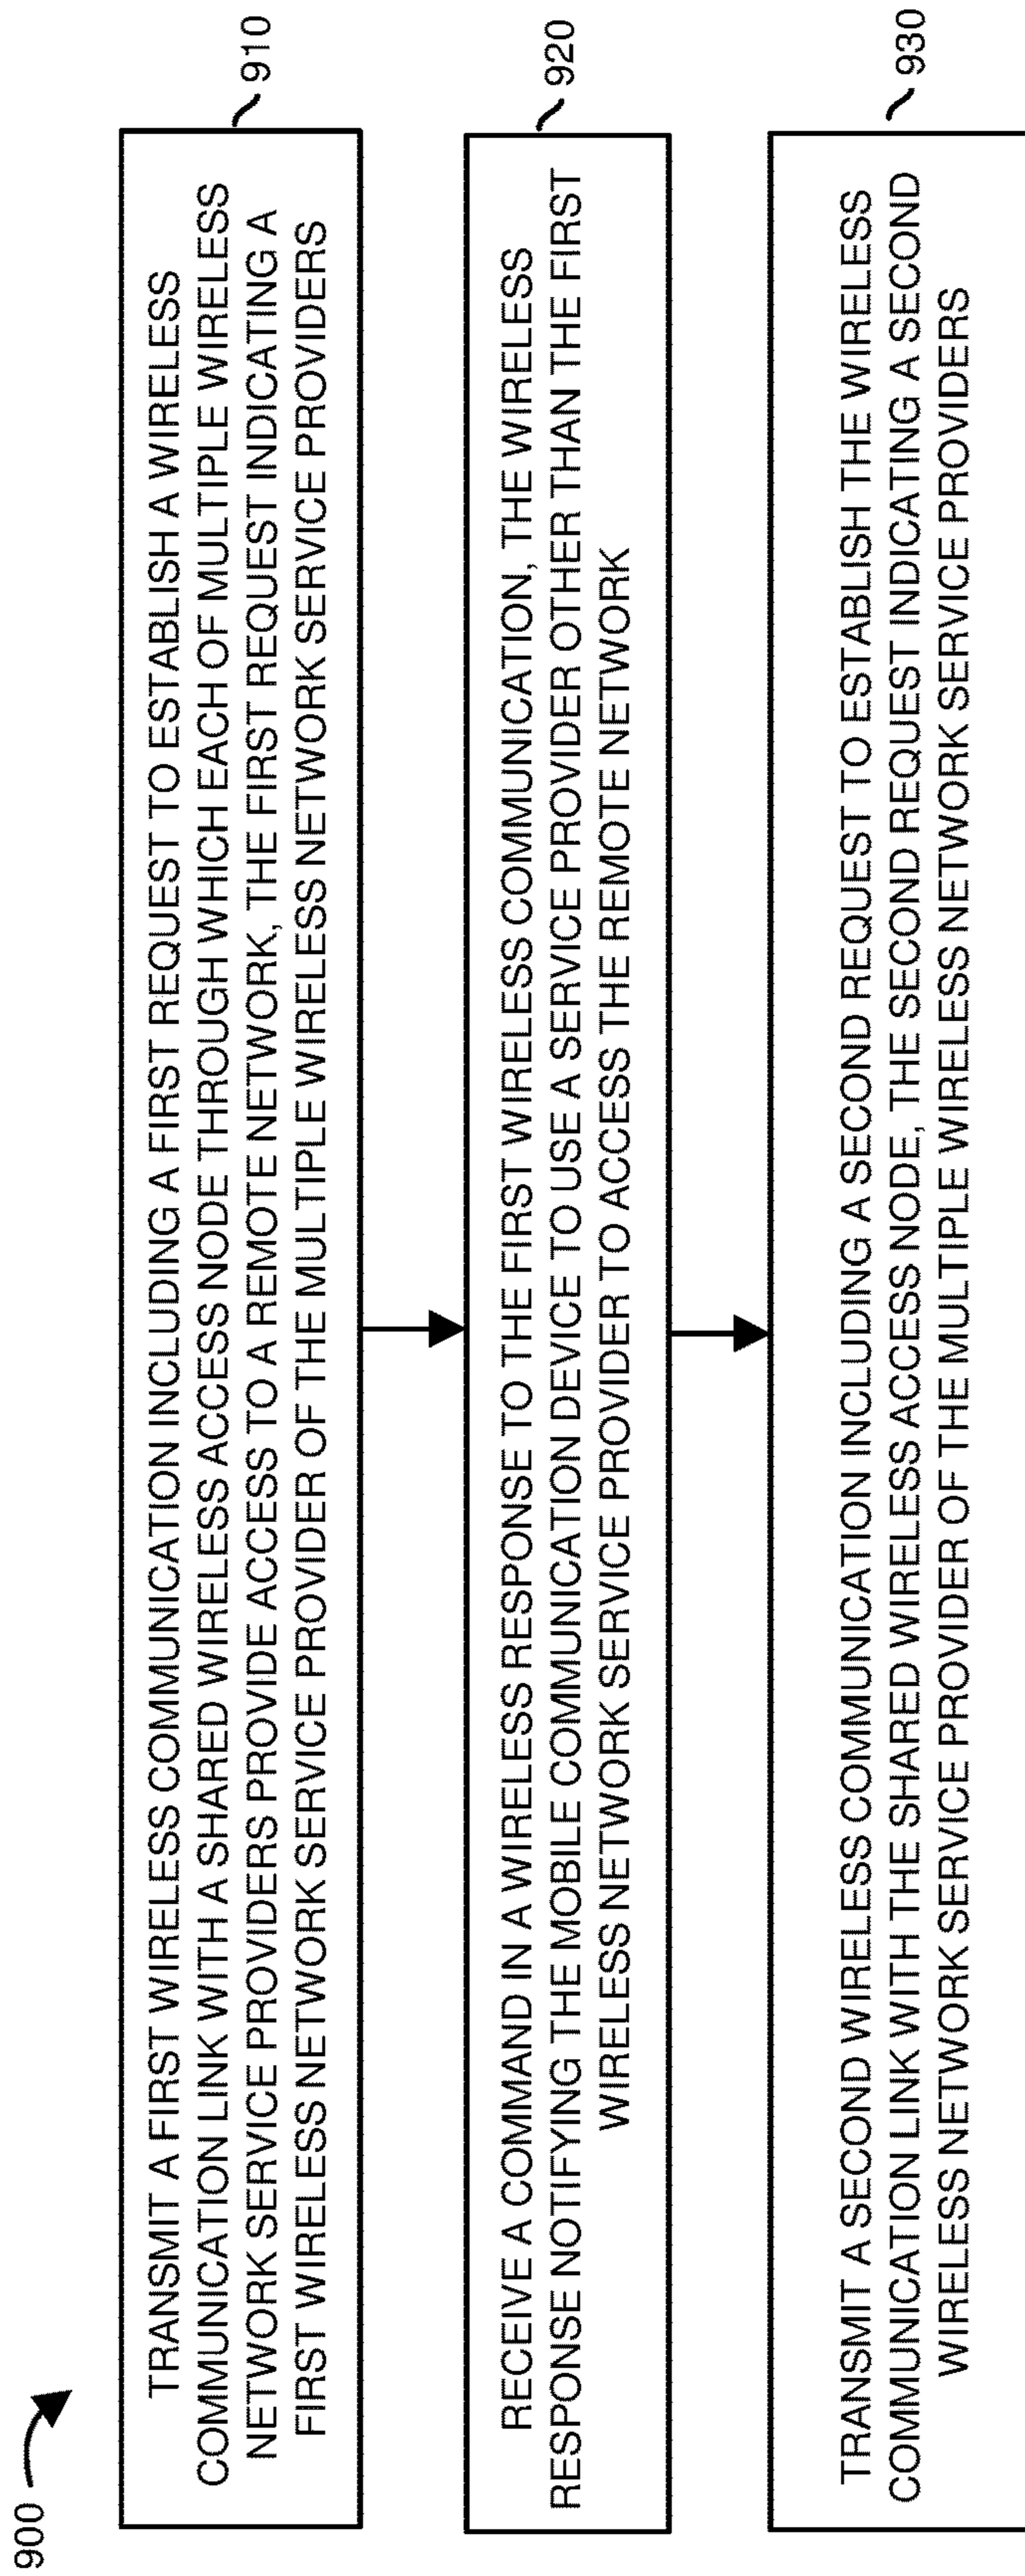 900
TRANSMIT A FIRST WIRELESS COMMUNICATION INCLUDING A FIRST REQUEST TO ESTABLISH A WIRELESS
COMMUNICATION LINK WITH A SHARED WIRELESS ACCESS NODE THROUGH WHICH EACH OF MULTIPLE WIRELESS
NETWORK SERVICE PROVIDERS PROVIDE ACCESS TO A REMOTE NETWORK, THE FIRST REQUEST INDICATING A
FIRST WIRELESS NETWORK SERVICE PROVIDER OF THE MULTIPLE WIRELESS NETWORK SERVICE PROVIDERS
910
RECEIVE A COMMAND IN A WIRELESS RESPONSE TO THE FIRST WIRELESS COMMUNICATION, THE WIRELESS
RESPONSE NOTIFYING THE MOBILE COMMUNICATION DEVICE TO USE A SERVICE PROVIDER OTHER THAN THE FIRST
WIRELESS NETWORK SERVICE PROVIDER TO ACCESS THE REMOTE NETWORK
920
TRANSMIT A SECOND WIRELESS COMMUNICATION INCLUDING A SECOND REQUEST TO ESTABLISH THE WIRELESS
COMMUNICATION LINK WITH THE SHARED WIRELESS ACCESS NODE, THE SECOND REQUEST INDICATING A SECOND
WIRELESS NETWORK SERVICE PROVIDER OF THE MULTIPLE WIRELESS NETWORK SERVICE PROVIDERS
930